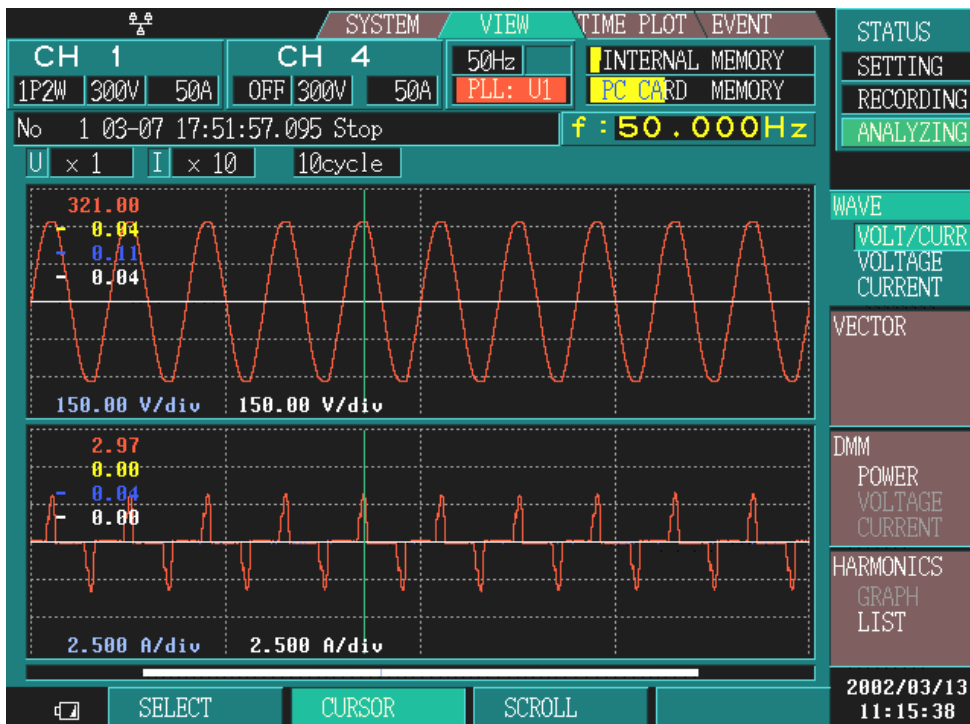 SYSTEM VIEW TIME PLOT EVENT
STATUS
SETTING
RECORDING
ANALYZING
CH 1
1P2W 300V 50A
CH 4
OFF 300V 50A
50Hz
PLL: U1
INTERNAL MEMORY
PC CARD MEMORY
No 1 03-07 17:51:57.095 Stop
f:50.000Hz
U × 1 I × 10 10cycle
321.00
- 0.04
- 0.11
- 0.04
150.00 V/div 150.00 V/div
2.97
0.00
- 0.04
- 0.00
2.500 A/div 2.500 A/div
WAVE
VOLT/CURR
VOLTAGE
CURRENT
VECTOR
DMM
POWER
VOLTAGE
CURRENT
HARMONICS
GRAPH
LIST
SELECT CURSOR SCROLL
2002/03/13
11:15:38